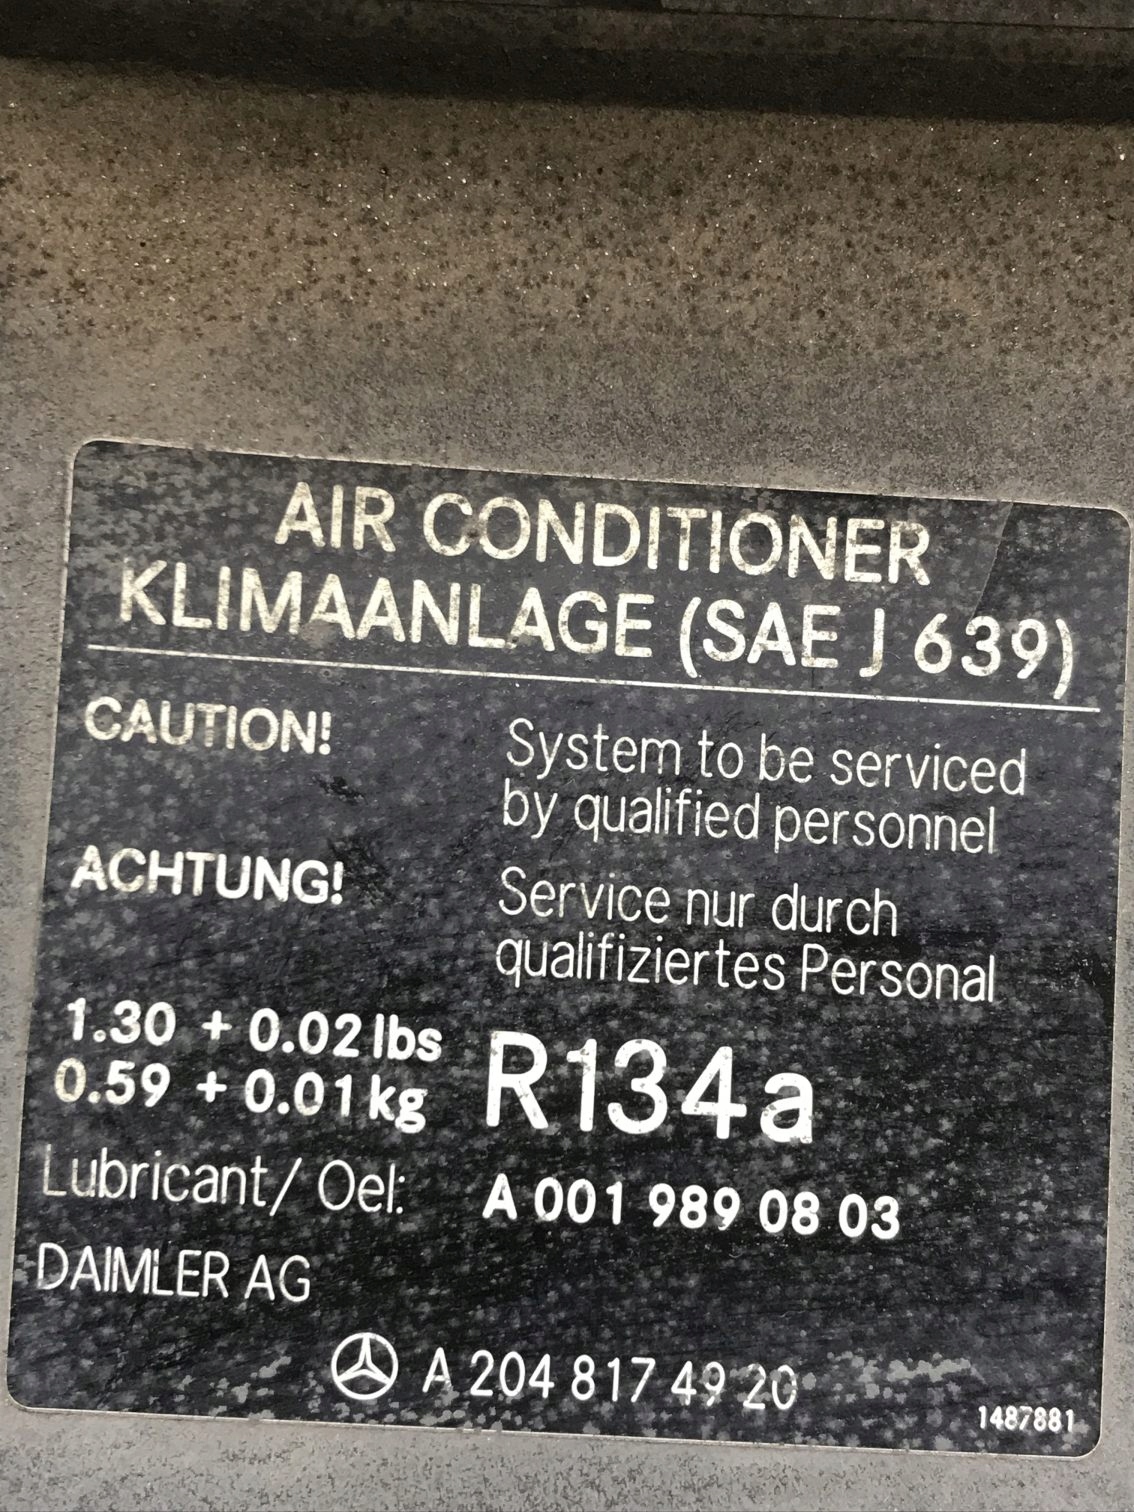 AIR CONDITIONER
KLIMAANLAGE (SAE J 639)
CAUTION!
System to be serviced
by qualified personnel
ACHTUNG!
Service nur durch
qualifiziertes Personal
1.30 + 0.02 lbs
0.59 + 0.01 kg
R134a
Lubricant/ Oel: A 001 989 08 03
DAIMLER AG
A 204 817 49 20
1487881